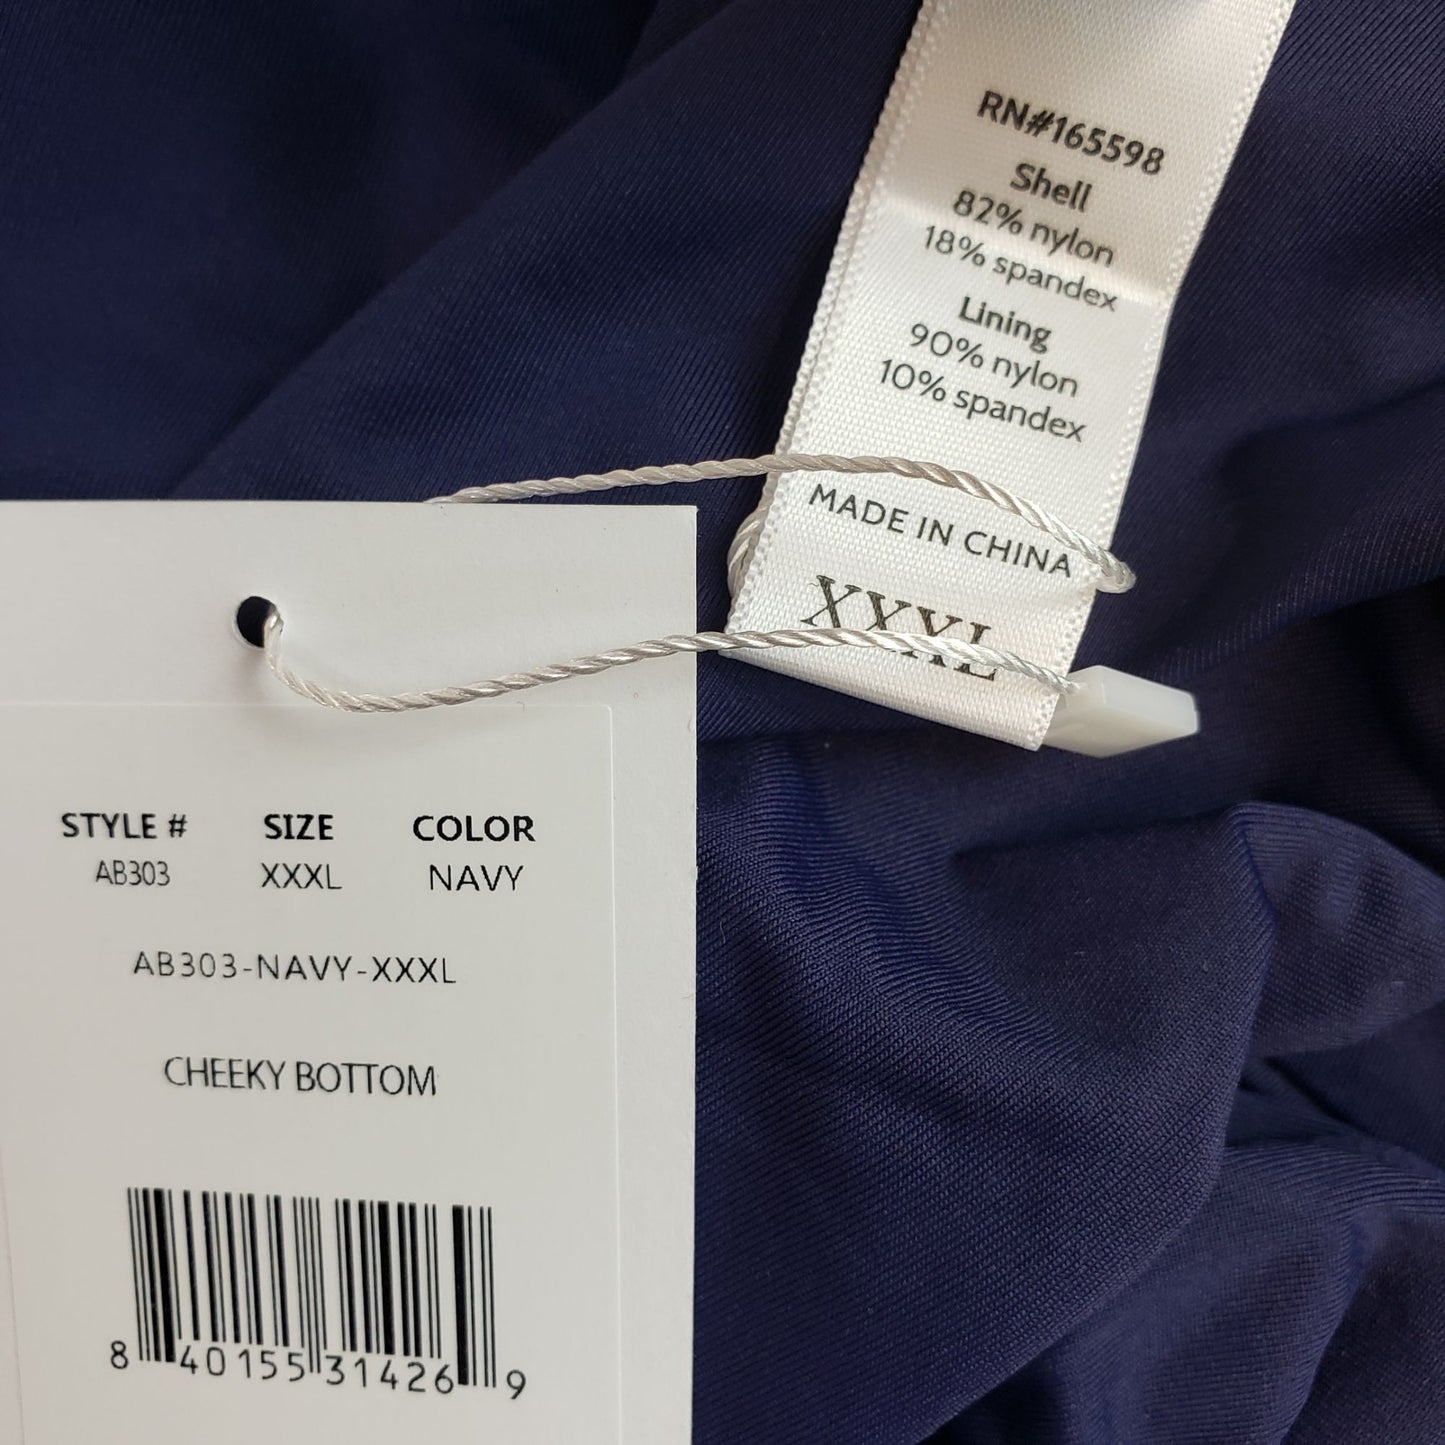 RN#165598
Shell
82% nylon
18% spandex
Lining
90% nylon
10% spandex
MADE IN CHINA
XXXL
STYLE # SIZE COLOR
AB303 XXXL NAVY
AB303-NAVY-XXXL
CHEEKY BOTTOM
8 40155 31426 9